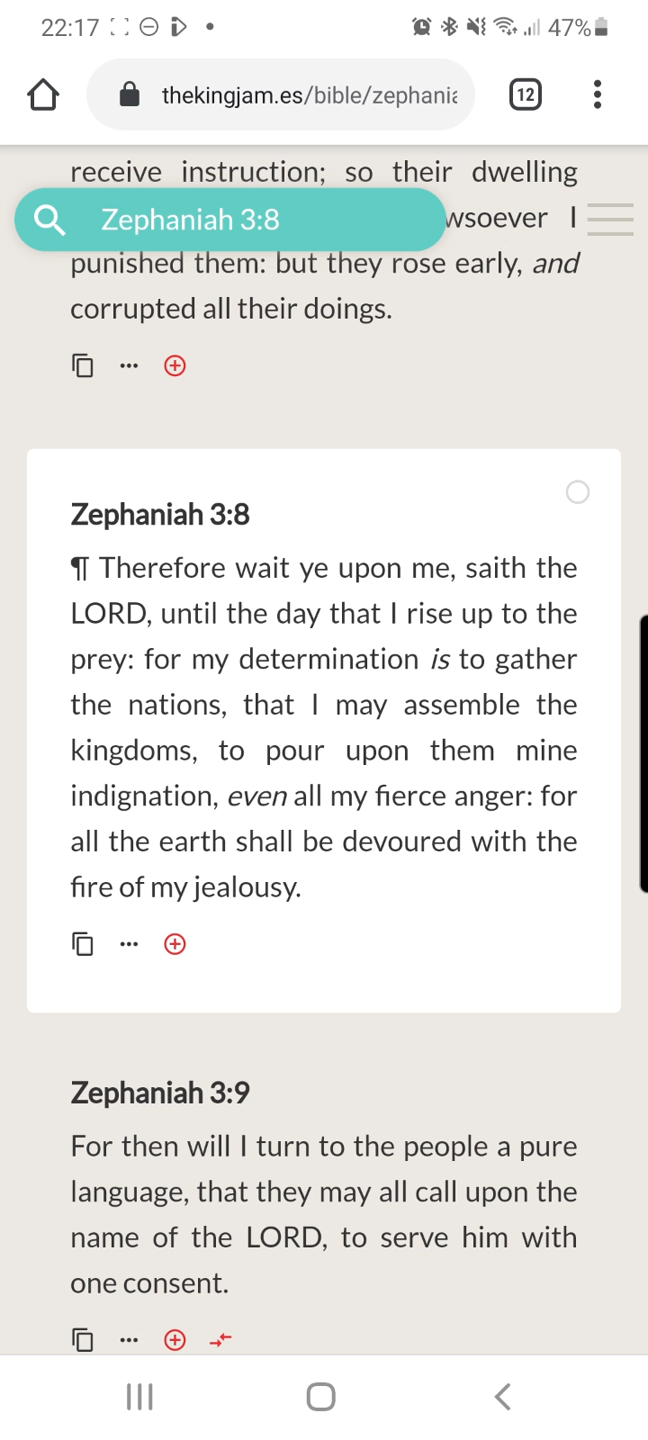 22:17
47%
thekingjam.es/bible/zephania
12
receive instruction; so their dwelling
Zephaniah 3:8
wsoever I
punished them: but they rose early, and
corrupted all their doings.
Zephaniah 3:8
¶ Therefore wait ye upon me, saith the
LORD, until the day that I rise up to the
prey: for my determination is to gather
the nations, that I may assemble the
kingdoms, to pour upon them mine
indignation, even all my fierce anger: for
all the earth shall be devoured with the
fire of my jealousy.
Zephaniah 3:9
For then will I turn to the people a pure
language, that they may all call upon the
name of the LORD, to serve him with
one consent.